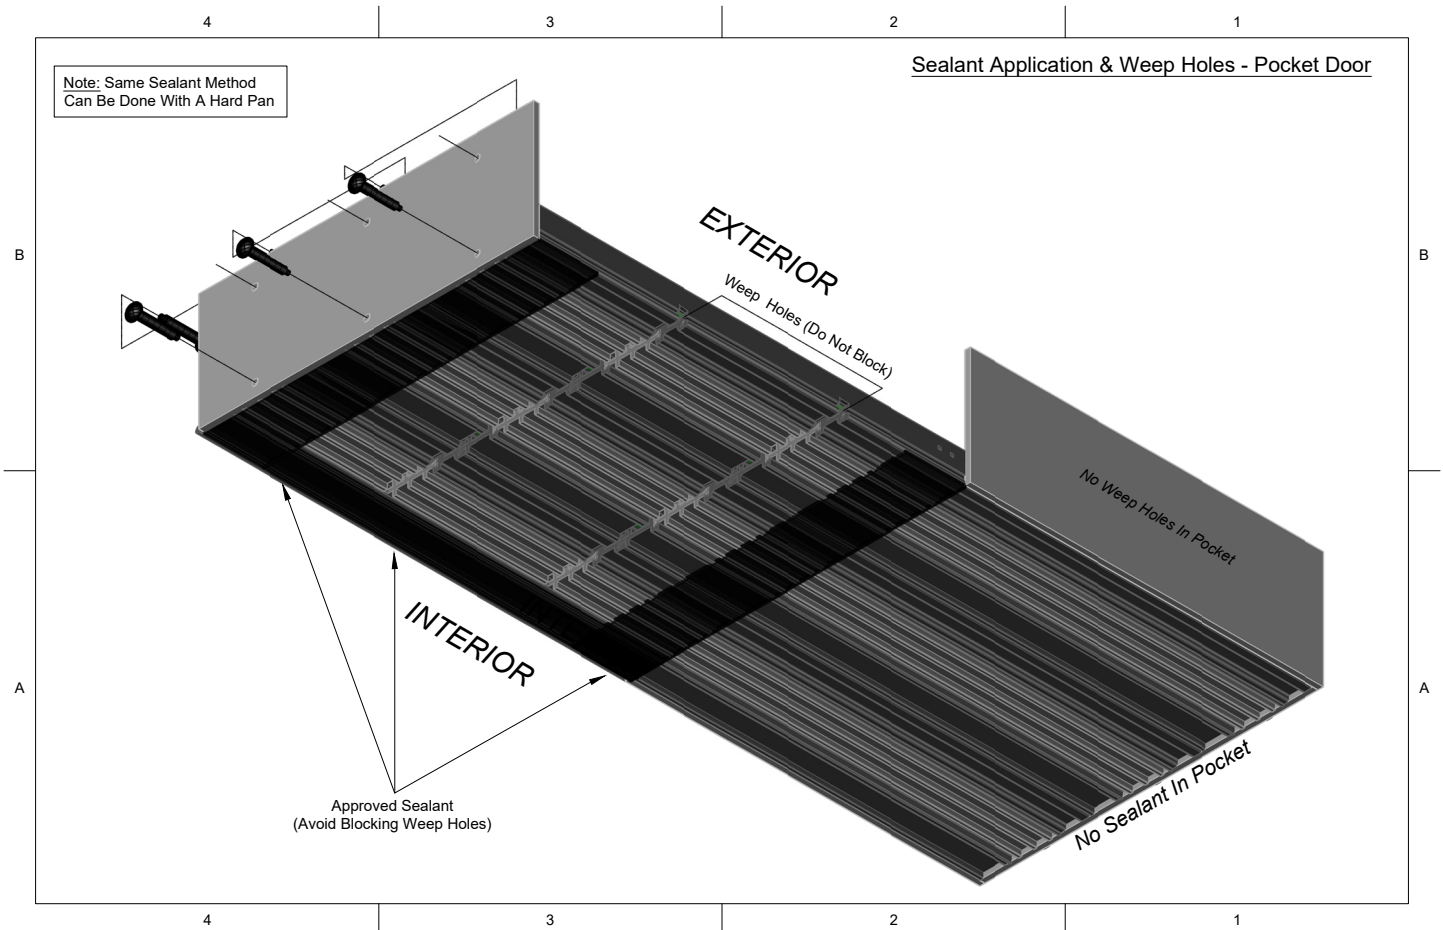 4 3 2 1
Sealant Application & Weep Holes - Pocket Door
Note: Same Sealant Method
Can Be Done With A Hard Pan
B B
EXTERIOR
Weep Holes (Do Not Block)
No Weep Holes In Pocket
INTERIOR
A A
No Sealant In Pocket
Approved Sealant
(Avoid Blocking Weep Holes)
4 3 2 1